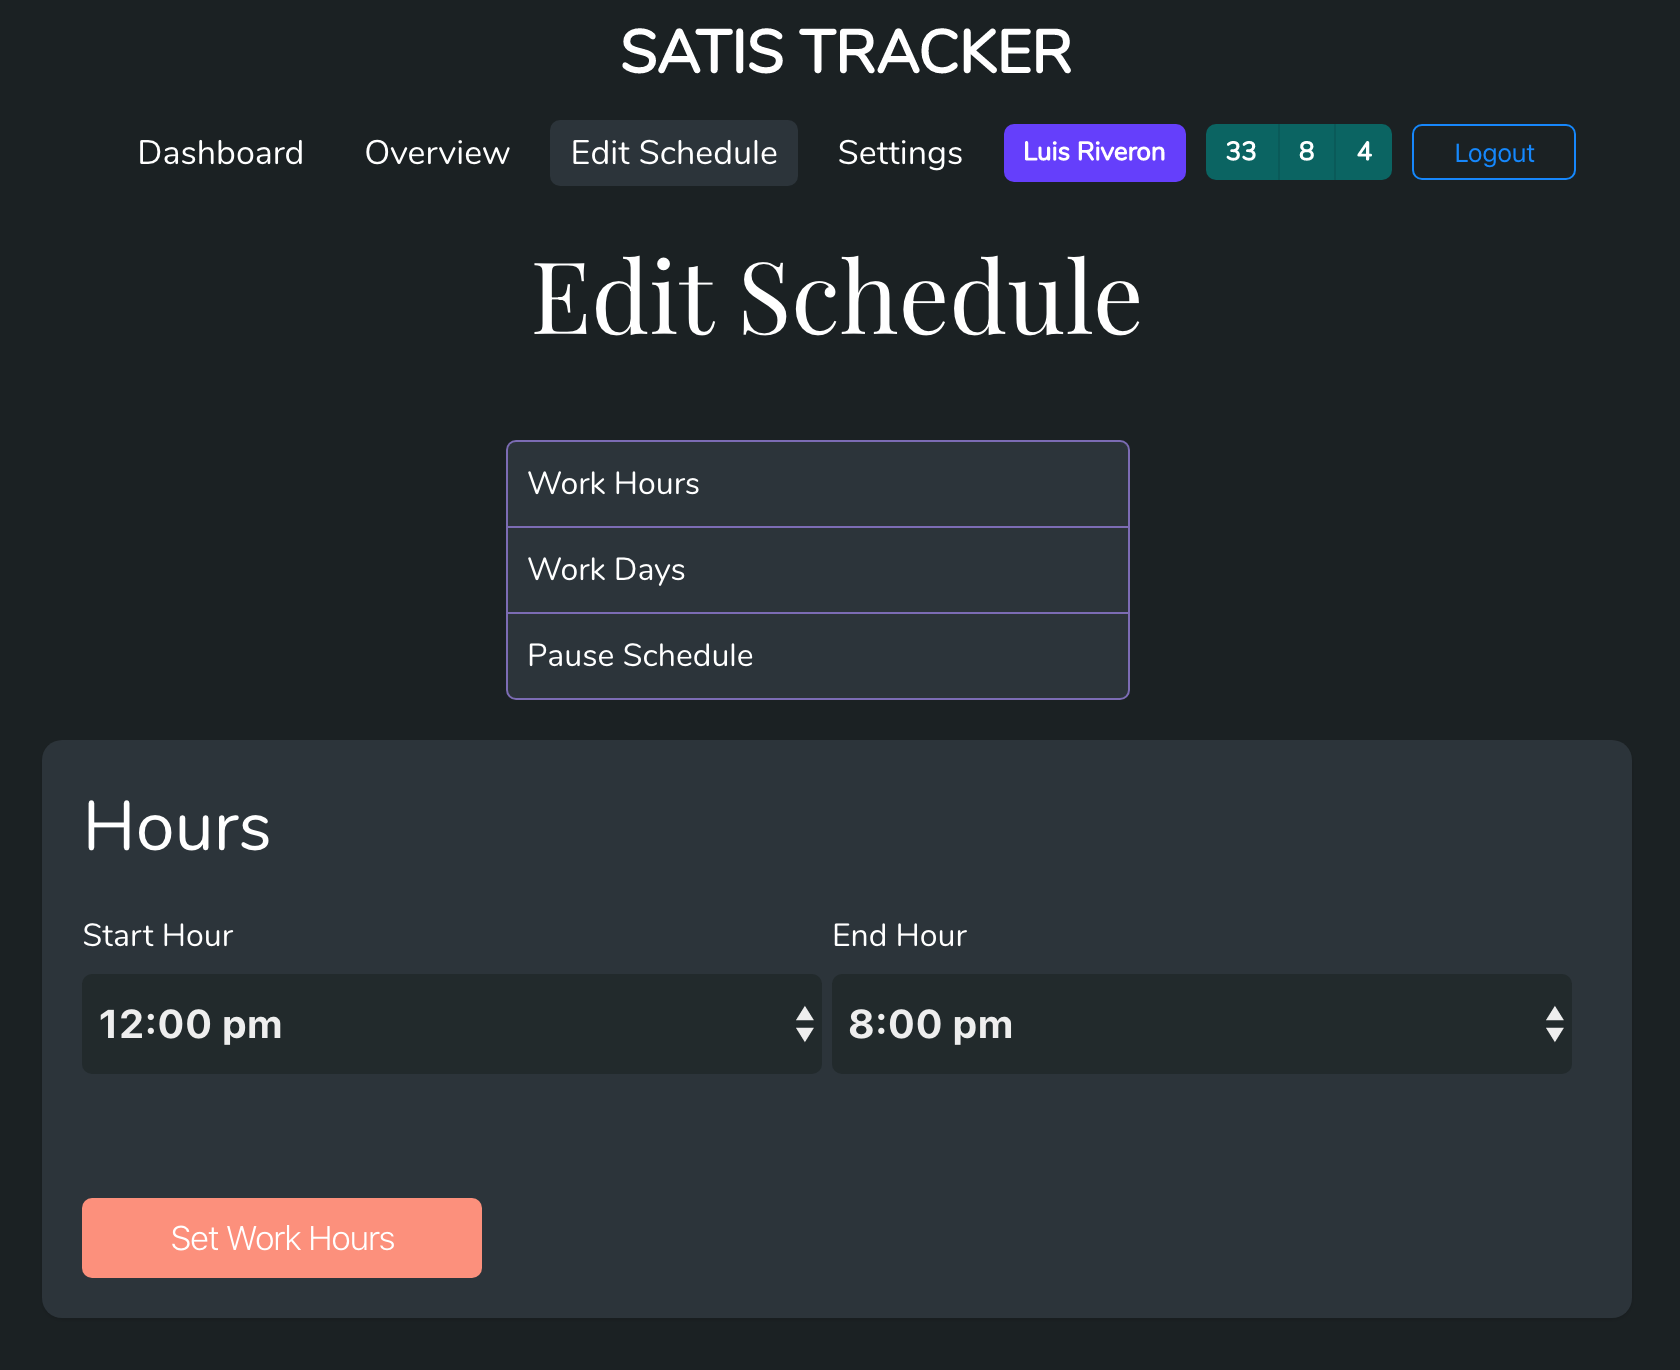 SATIS TRACKER
Dashboard Overview Edit Schedule Settings Luis Riveron 33 8 4 Logout
Edit Schedule
Work Hours
Work Days
Pause Schedule
Hours
Start Hour End Hour
12:00 pm 8:00 pm
Set Work Hours